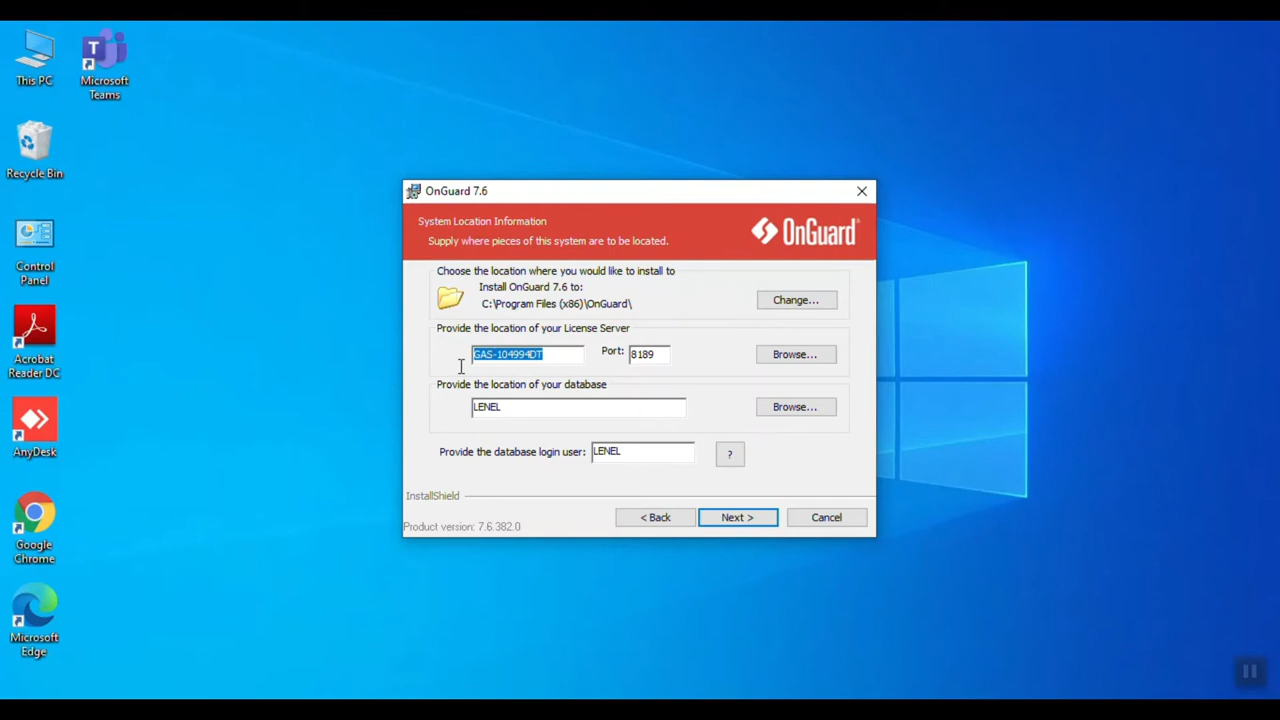 This PC
Microsoft
Teams
Recycle Bin
Control
Panel
Acrobat
Reader DC
AnyDesk
Google
Chrome
Microsoft
Edge
OnGuard 7.6
System Location Information
Supply where pieces of this system are to be located.
OnGuard®
Choose the location where you would like to install to
Install OnGuard 7.6 to:
C:\Program Files (x86)\OnGuard\
Change...
Provide the location of your License Server
GAS-104994DT
Port:
8189
Browse...
Provide the location of your database
LENEL
Browse...
Provide the database login user:
LENEL
?
InstallShield
Product version: 7.6.382.0
< Back
Next >
Cancel